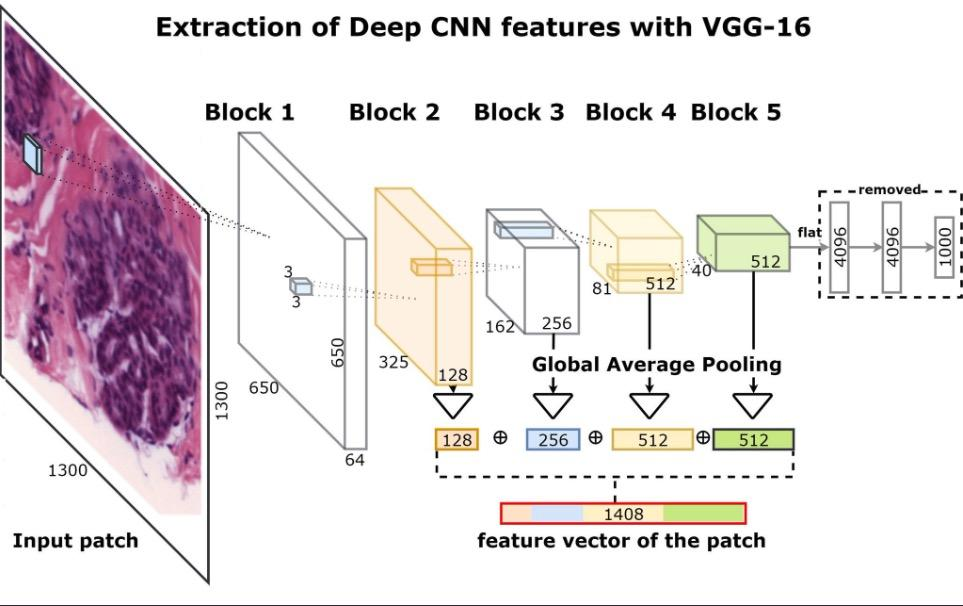 Extraction of Deep CNN features with VGG-16
Block 1
Block 2
Block 3
Block 4
Block 5
removed
flat
4096
4096
1000
3
3
650
650
64
325
128
162
256
81
512
40
512
1300
1300
Input patch
Global Average Pooling
128 ⊕ 256 ⊕ 512 ⊕ 512
1408
feature vector of the patch